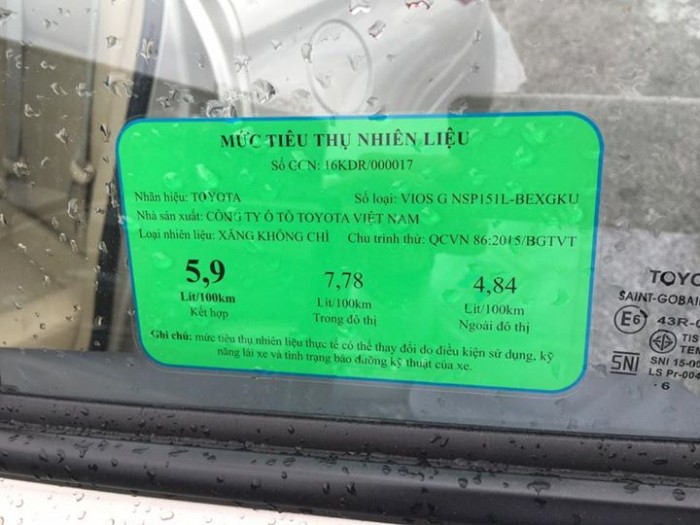 MỨC TIÊU THỤ NHIÊN LIỆU
Số GCN: 16KDR/000017
Nhãn hiệu: TOYOTA Số loại: VIOS G NSP151L-BEXGKU
Nhà sản xuất: CÔNG TY Ô TÔ TOYOTA VIỆT NAM
Loại nhiên liệu: XĂNG KHÔNG CHÌ Chu trình thử: QCVN 86:2015/BGTVT
5,9 7,78 4,84
Lít/100km Lít/100km Lít/100km
Kết hợp Trong đô thị Ngoài đô thị
Ghi chú: mức tiêu thụ nhiên liệu thực tế có thể thay đổi do điều kiện sử dụng, kỹ
năng lái xe và tình trạng bảo dưỡng kỹ thuật của xe.
TOYO
SAINT-GOBAI
E6 43R-0
TIS
TEM
SNI SNI 15-00
LS Pr-004
· 6